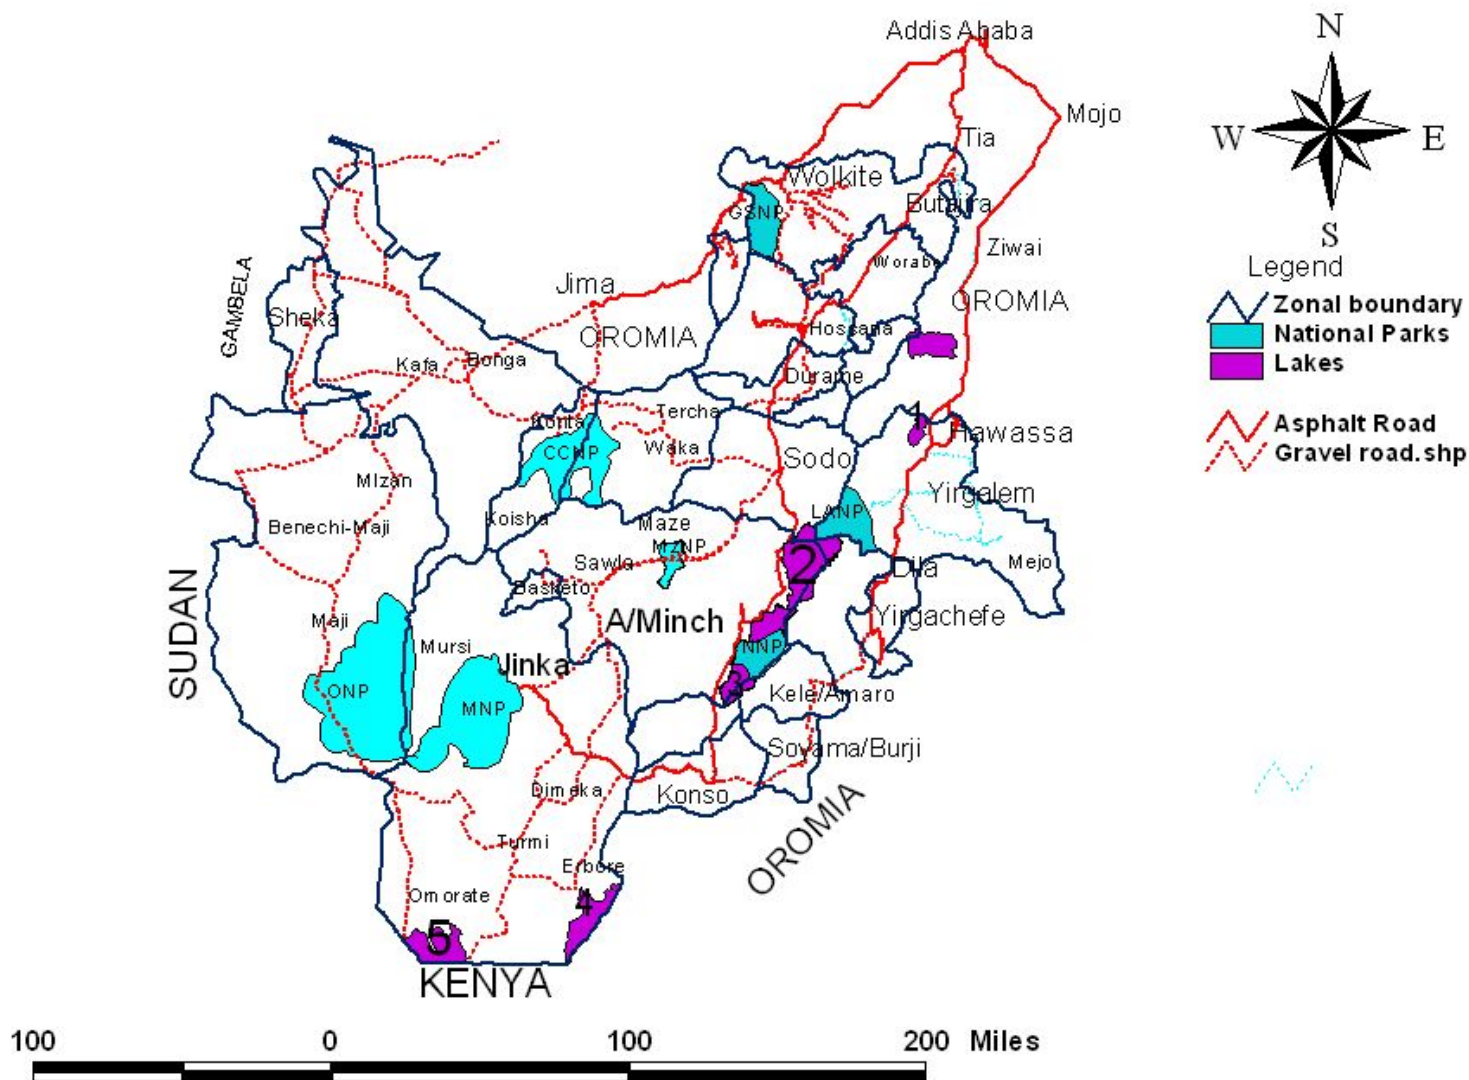 Addis Ababa
N
Mojo
Tia
W
E
Wolkite
GSNP
Butajira
S
Ziwai
Worabe
GAMBELA
Legend
Jima
OROMIA
Zonal boundary
Sheka
Hossana
OROMIA
National Parks
Kafa
Bonga
Lakes
Durame
Tercha
1
Konta
Hawassa
Asphalt Road
Waka
CCNP
Sodo
Gravel road.shp
Mizan
Yirgalem
LANP
Koisha
Maze
Benechi-Maji
MzNP
2
Sawla
Mejo
Dila
Basketo
SUDAN
Maji
A/Minch
Yirgachefe
Mursi
NNP
Jinka
3
ONP
Kele/Amaro
MNP
Soyama/Burji
Dimeka
Konso
OROMIA
Turmi
Erbore
Omorate
4
5
KENYA
100 0 100 200 Miles